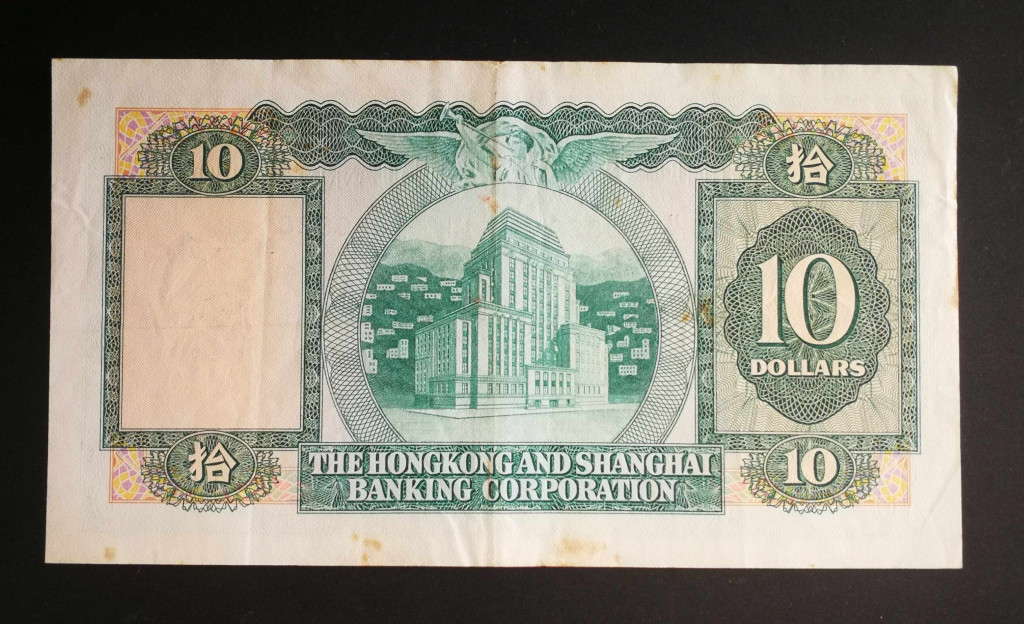 10
拾
10
DOLLARS
拾
10
THE HONGKONG AND SHANGHAI
BANKING CORPORATION